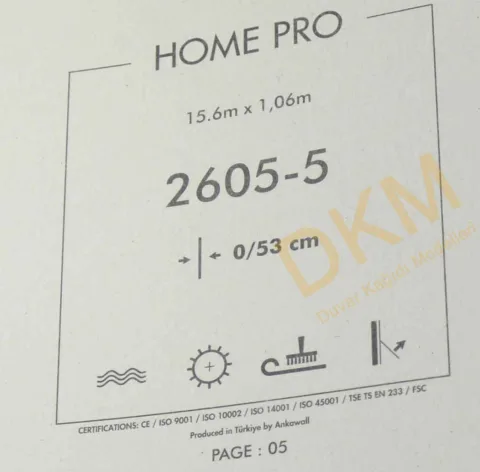 HOME PRO
15.6m x 1,06m
2605-5
0/53 cm
DKM
Duvar Kağıdı Modelleri
CERTIFICATIONS: CE / ISO 9001 / ISO 10002 / ISO 14001 / ISO 45001 / TSE TS EN 233 / FSC
Produced in Türkiye by Ankawall
PAGE : 05